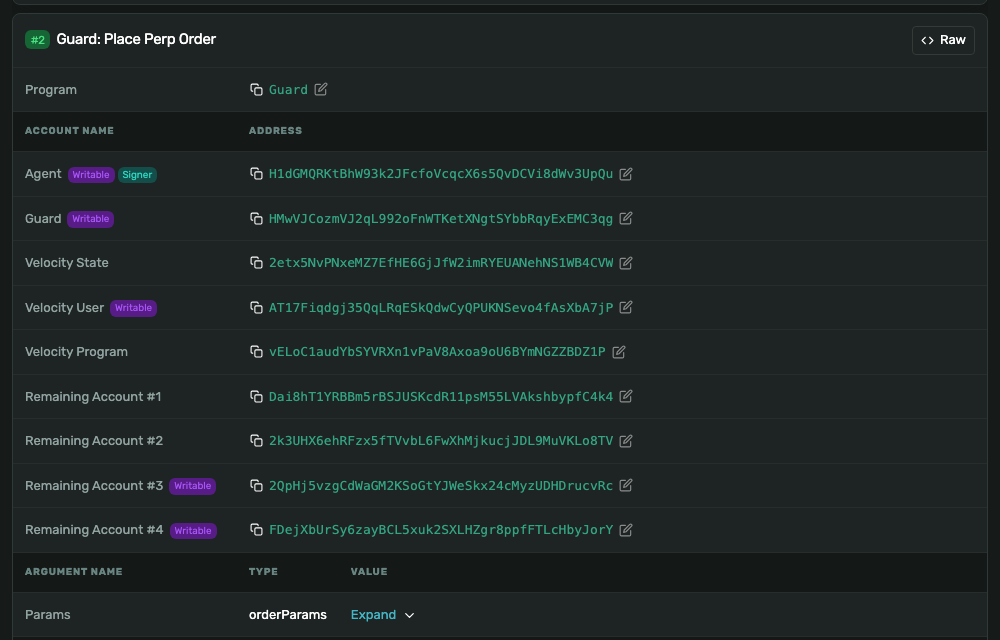 #2 Guard: Place Perp Order
<> Raw
Program Guard
ACCOUNT NAME ADDRESS
Agent Writable Signer H1dGMQRKtBhW93k2JFcfoVcqcX6s5QvDCVi8dWv3UpQu
Guard Writable HMwVJCozmVJ2qL992oFnWTKetXNgtSYbbRqyExEMC3qg
Velocity State 2etx5NvPNxeMZ7EfHE6GjJfW2imRYEUANehNS1WB4CVW
Velocity User Writable AT17Fiqdgj35QqLRqESkQdwCyQPUKNSevo4fAsXbA7jP
Velocity Program vELoC1audYbSYVRXn1vPaV8Axoa9oU6BYmNGZZBDZ1P
Remaining Account #1 Dai8hT1YRBBm5rBSJUSKcdR11psM55LVAkshbypfC4k4
Remaining Account #2 2k3UHX6ehRFzx5fTVvbL6FwXhMjkucjJDL9MuVKLo8TV
Remaining Account #3 Writable 2QpHj5vzgCdWaGM2KSoGtYJWeSkx24cMyzUDHDrucvRc
Remaining Account #4 Writable FDejXbUrSy6zayBCL5xuk2SXLHZgr8ppfFTLcHbyJorY
ARGUMENT NAME TYPE VALUE
Params orderParams Expand